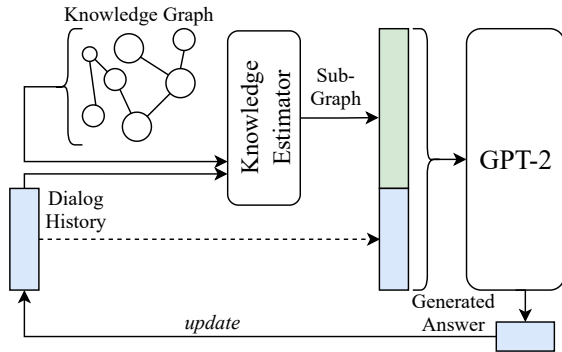 Knowledge Graph
Knowledge
Estimator
Sub-
Graph
GPT-2
Dialog
History
Generated
Answer
update